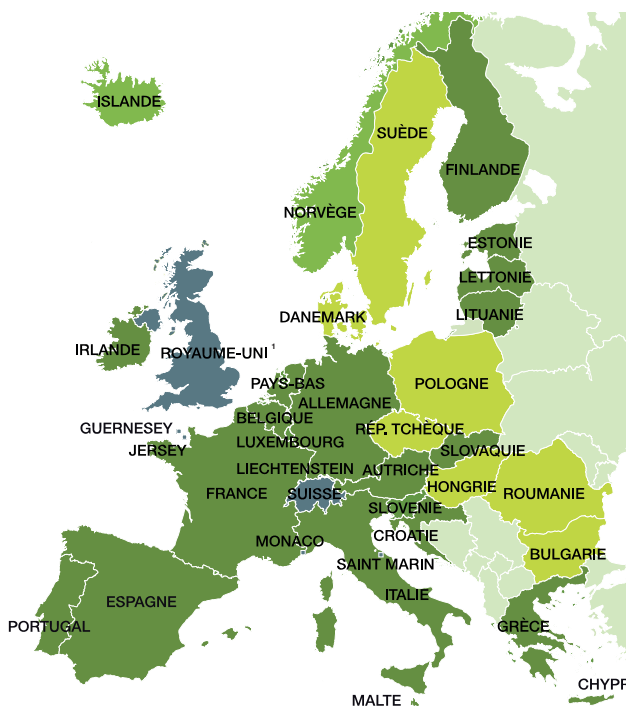 ISLANDE
SUÈDE
FINLANDE
NORVÈGE
ESTONIE
LETTONIE
LITUANIE
DANEMARK
IRLANDE
ROYAUME-UNI 1
PAYS-BAS
POLOGNE
ALLEMAGNE
BELGIQUE
GUERNESEY
RÉP. TCHÈQUE
JERSEY
LUXEMBOURG
SLOVAQUIE
LIECHTENSTEIN
AUTRICHE
FRANCE
SUISSE
HONGRIE
ROUMANIE
SLOVENIE
MONACO
CROATIE
BULGARIE
SAINT MARIN
ESPAGNE
ITALIE
PORTUGAL
GRÈCE
CHYPR
MALTE